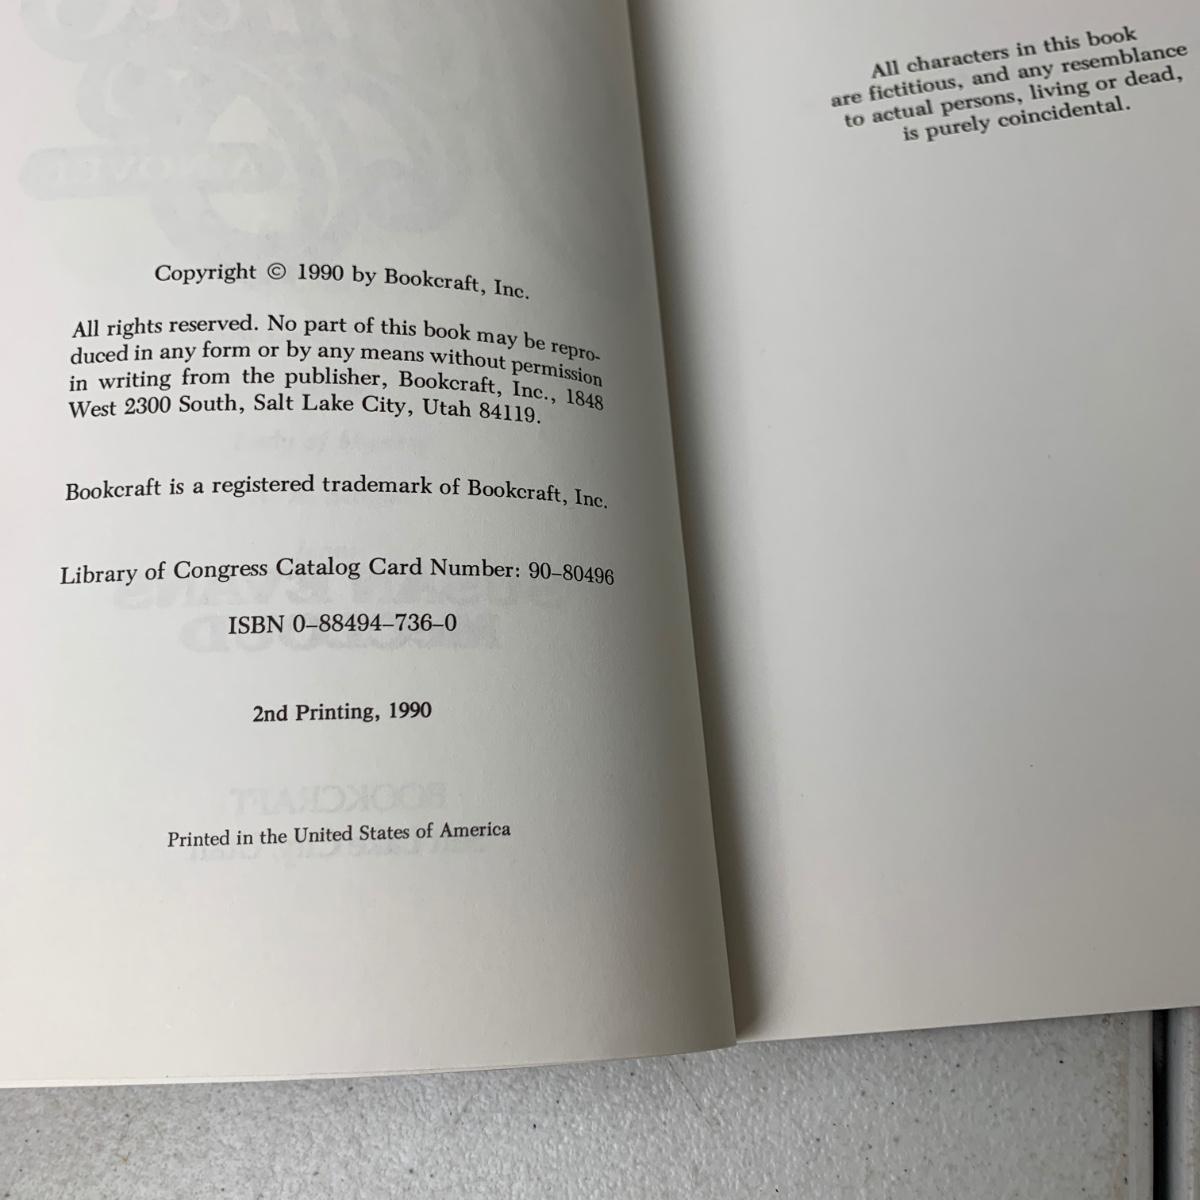 Copyright © 1990 by Bookcraft, Inc.
All rights reserved. No part of this book may be repro-
duced in any form or by any means without permission
in writing from the publisher, Bookcraft, Inc., 1848
West 2300 South, Salt Lake City, Utah 84119.
Bookcraft is a registered trademark of Bookcraft, Inc.
Library of Congress Catalog Card Number: 90–80496
ISBN 0–88494–736–0
2nd Printing, 1990
Printed in the United States of America
All characters in this book
are fictitious, and any resemblance
to actual persons, living or dead,
is purely coincidental.